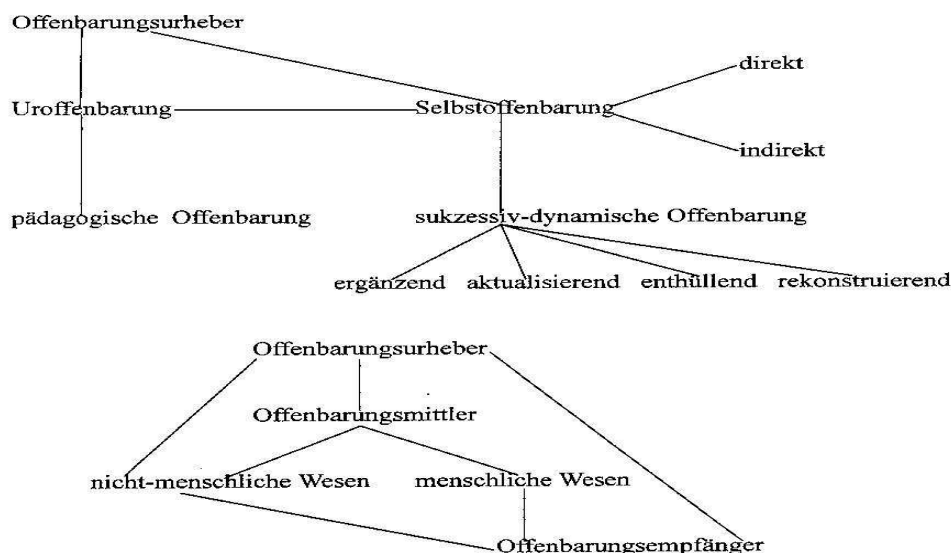 Offenbarungsurheber
direkt
Uroffenbarung Selbstoffenbarung
indirekt
pädagogische Offenbarung sukzessiv-dynamische Offenbarung
ergänzend aktualisierend enthüllend rekonstruierend
Offenbarungsurheber
Offenbarungsmittler
nicht-menschliche Wesen menschliche Wesen
Offenbarungsempfänger